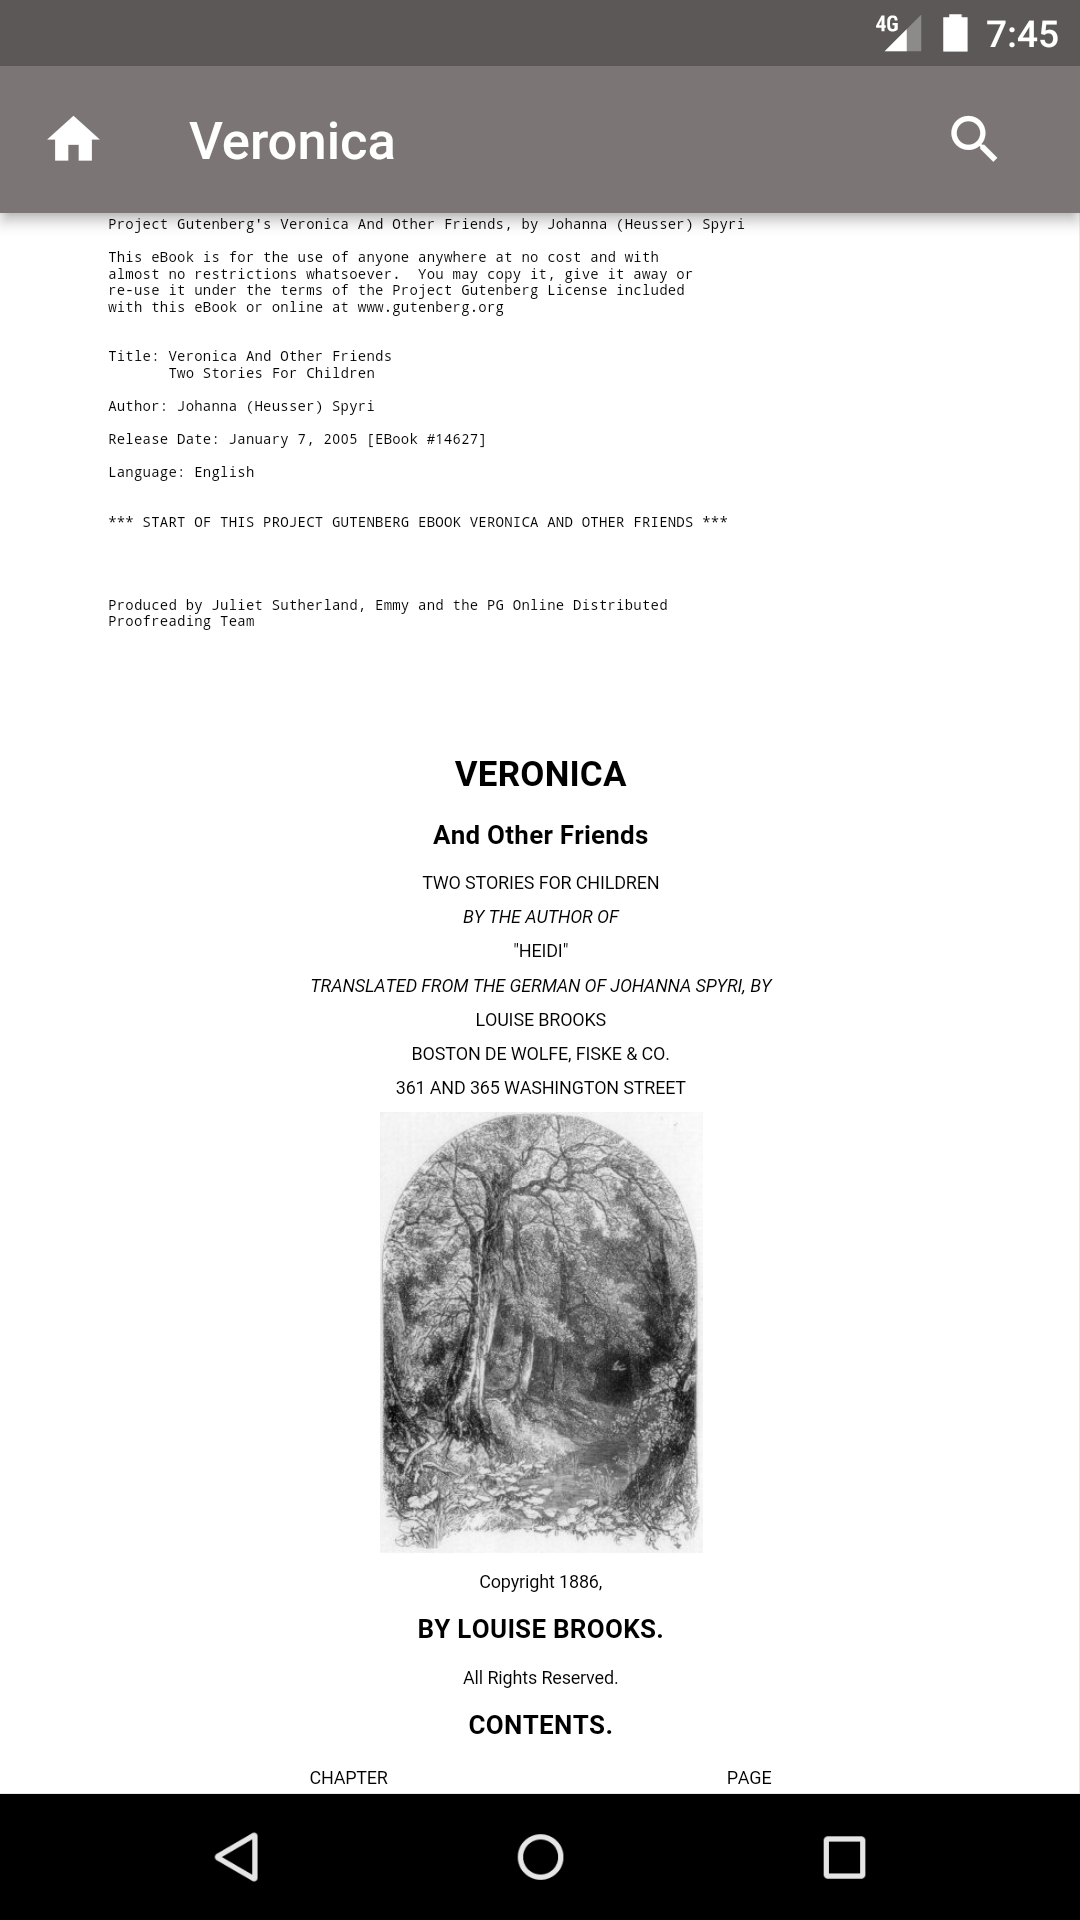 4G 7:45
Veronica
Project Gutenberg's Veronica And Other Friends, by Johanna (Heusser) Spyri
This eBook is for the use of anyone anywhere at no cost and with
almost no restrictions whatsoever.  You may copy it, give it away or
re-use it under the terms of the Project Gutenberg License included
with this eBook or online at www.gutenberg.org
Title: Veronica And Other Friends
Two Stories For Children
Author: Johanna (Heusser) Spyri
Release Date: January 7, 2005 [EBook #14627]
Language: English
*** START OF THIS PROJECT GUTENBERG EBOOK VERONICA AND OTHER FRIENDS ***
Produced by Juliet Sutherland, Emmy and the PG Online Distributed
Proofreading Team
VERONICA
And Other Friends
TWO STORIES FOR CHILDREN
BY THE AUTHOR OF
"HEIDI"
TRANSLATED FROM THE GERMAN OF JOHANNA SPYRI, BY
LOUISE BROOKS
BOSTON DE WOLFE, FISKE & CO.
361 AND 365 WASHINGTON STREET
Copyright 1886,
BY LOUISE BROOKS.
All Rights Reserved.
CONTENTS.
CHAPTER PAGE